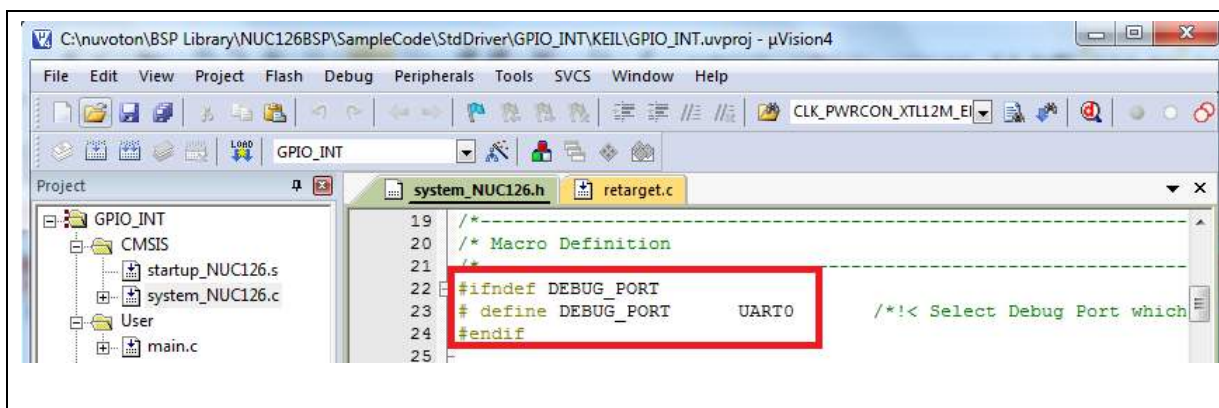 C:\nuvoton\BSP Library\NUC126BSP\SampleCode\StdDriver\GPIO_INT\KEIL\GPIO_INT.uvproj - µVision4
File Edit View Project Flash Debug Peripherals Tools SVCS Window Help
CLK_PWRCON_XTL12M_E
LOAD GPIO_INT
Project
system_NUC126.h retarget.c
GPIO_INT
CMSIS
startup_NUC126.s
system_NUC126.c
User
main.c
19 /*----------------------------------------------------------------------
20 /* Macro Definition
21 /*----------------------------------------------------------------------
22 #ifndef DEBUG_PORT
23 # define DEBUG_PORT UART0 /*!< Select Debug Port which
24 #endif
25